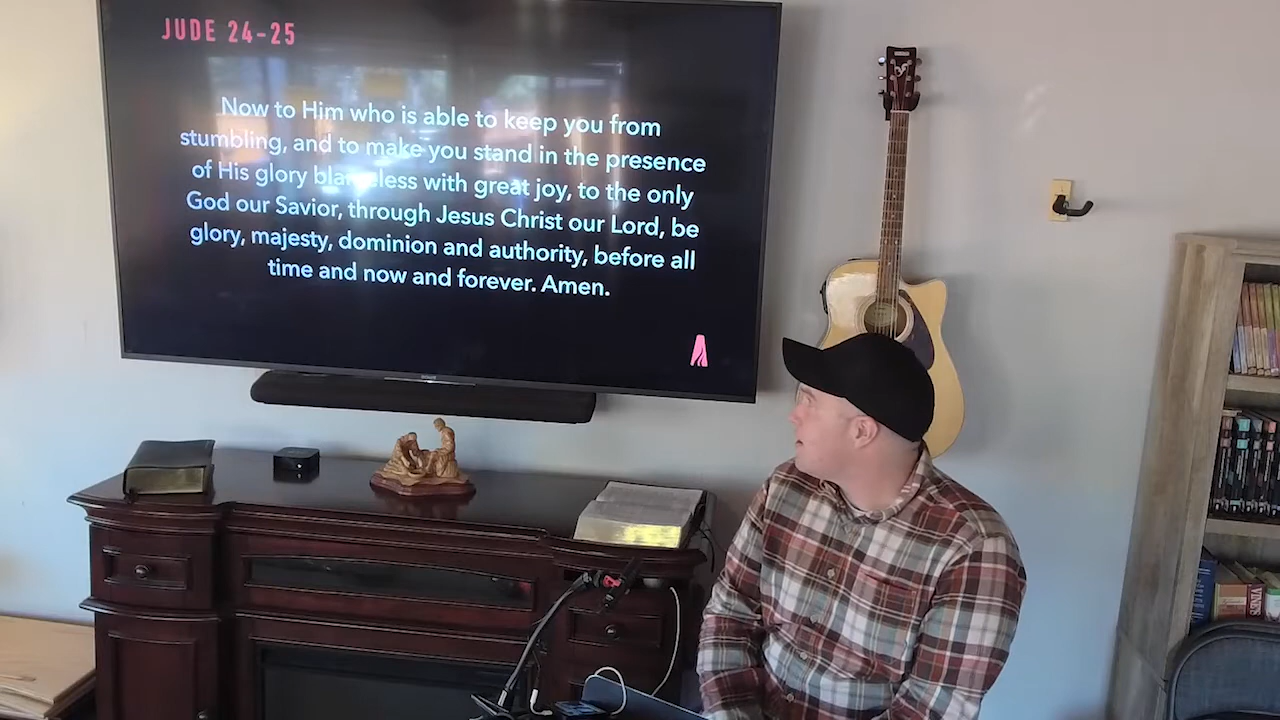 JUDE 24-25
Now to Him who is able to keep you from
stumbling, and to make you stand in the presence
of His glory blameless with great joy, to the only
God our Savior, through Jesus Christ our Lord, be
glory, majesty, dominion and authority, before all
time and now and forever. Amen.